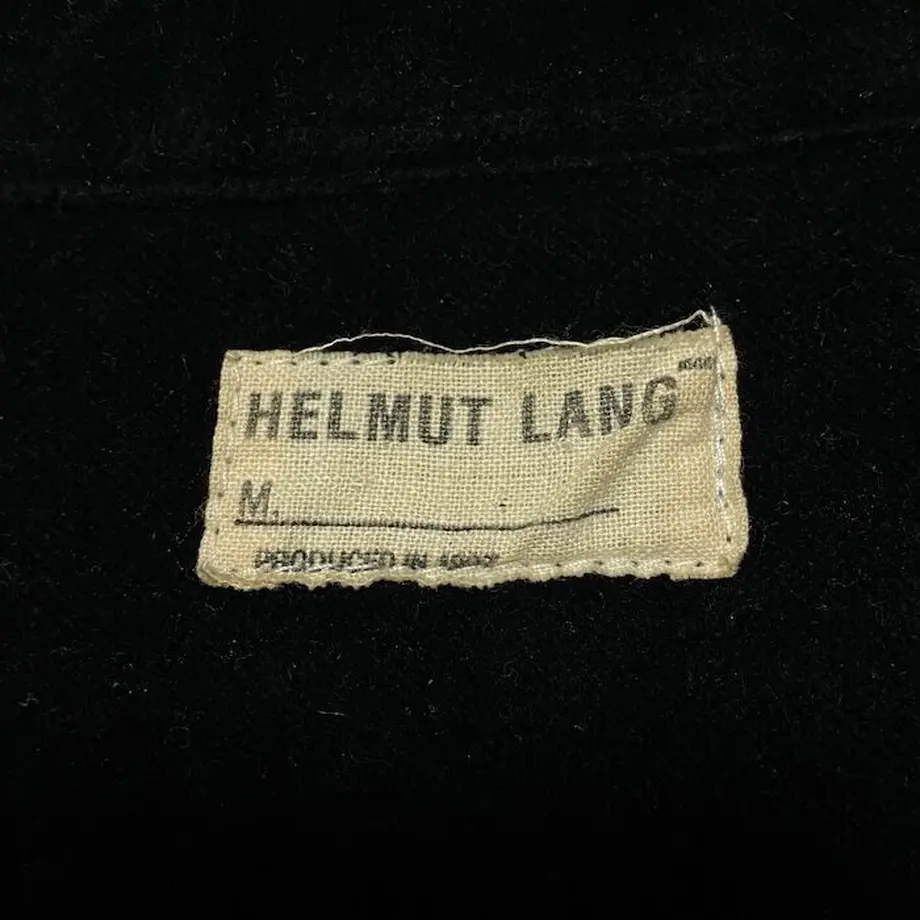 HELMUT LANG
M.
PRODUCED IN